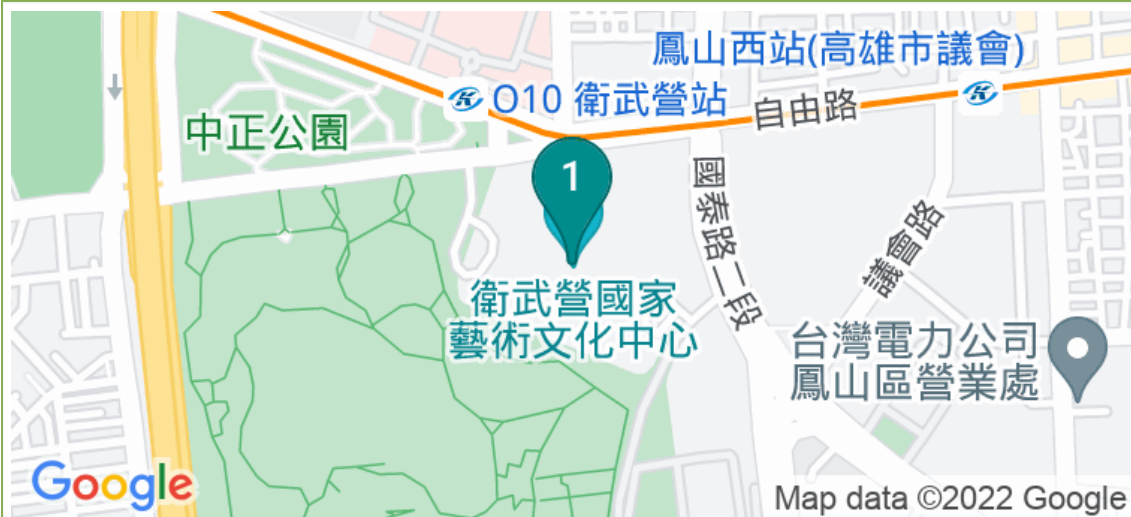 鳳山西站(高雄市議會)
O10 衛武營站
自由路
中正公園
1
國泰路二段
議會路
衛武營國家
藝術文化中心
台灣電力公司
鳳山區營業處
Google
Map data ©2022 Google